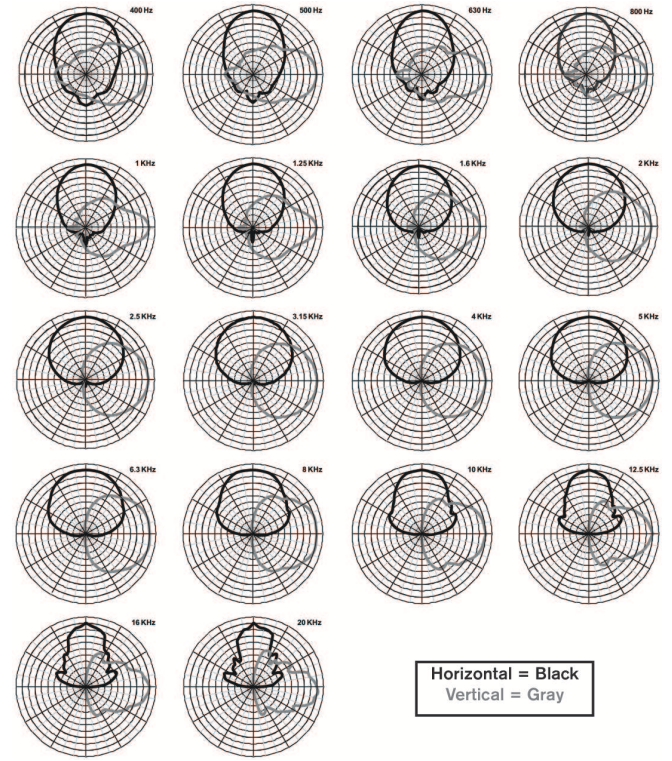 400 Hz
500 Hz
630 Hz
800 Hz
1 KHz
1.25 KHz
1.6 KHz
2 KHz
2.5 KHz
3.15 KHz
4 KHz
5 KHz
6.3 KHz
8 KHz
10 KHz
12.5 KHz
16 KHz
20 KHz
Horizontal = Black
Vertical = Gray